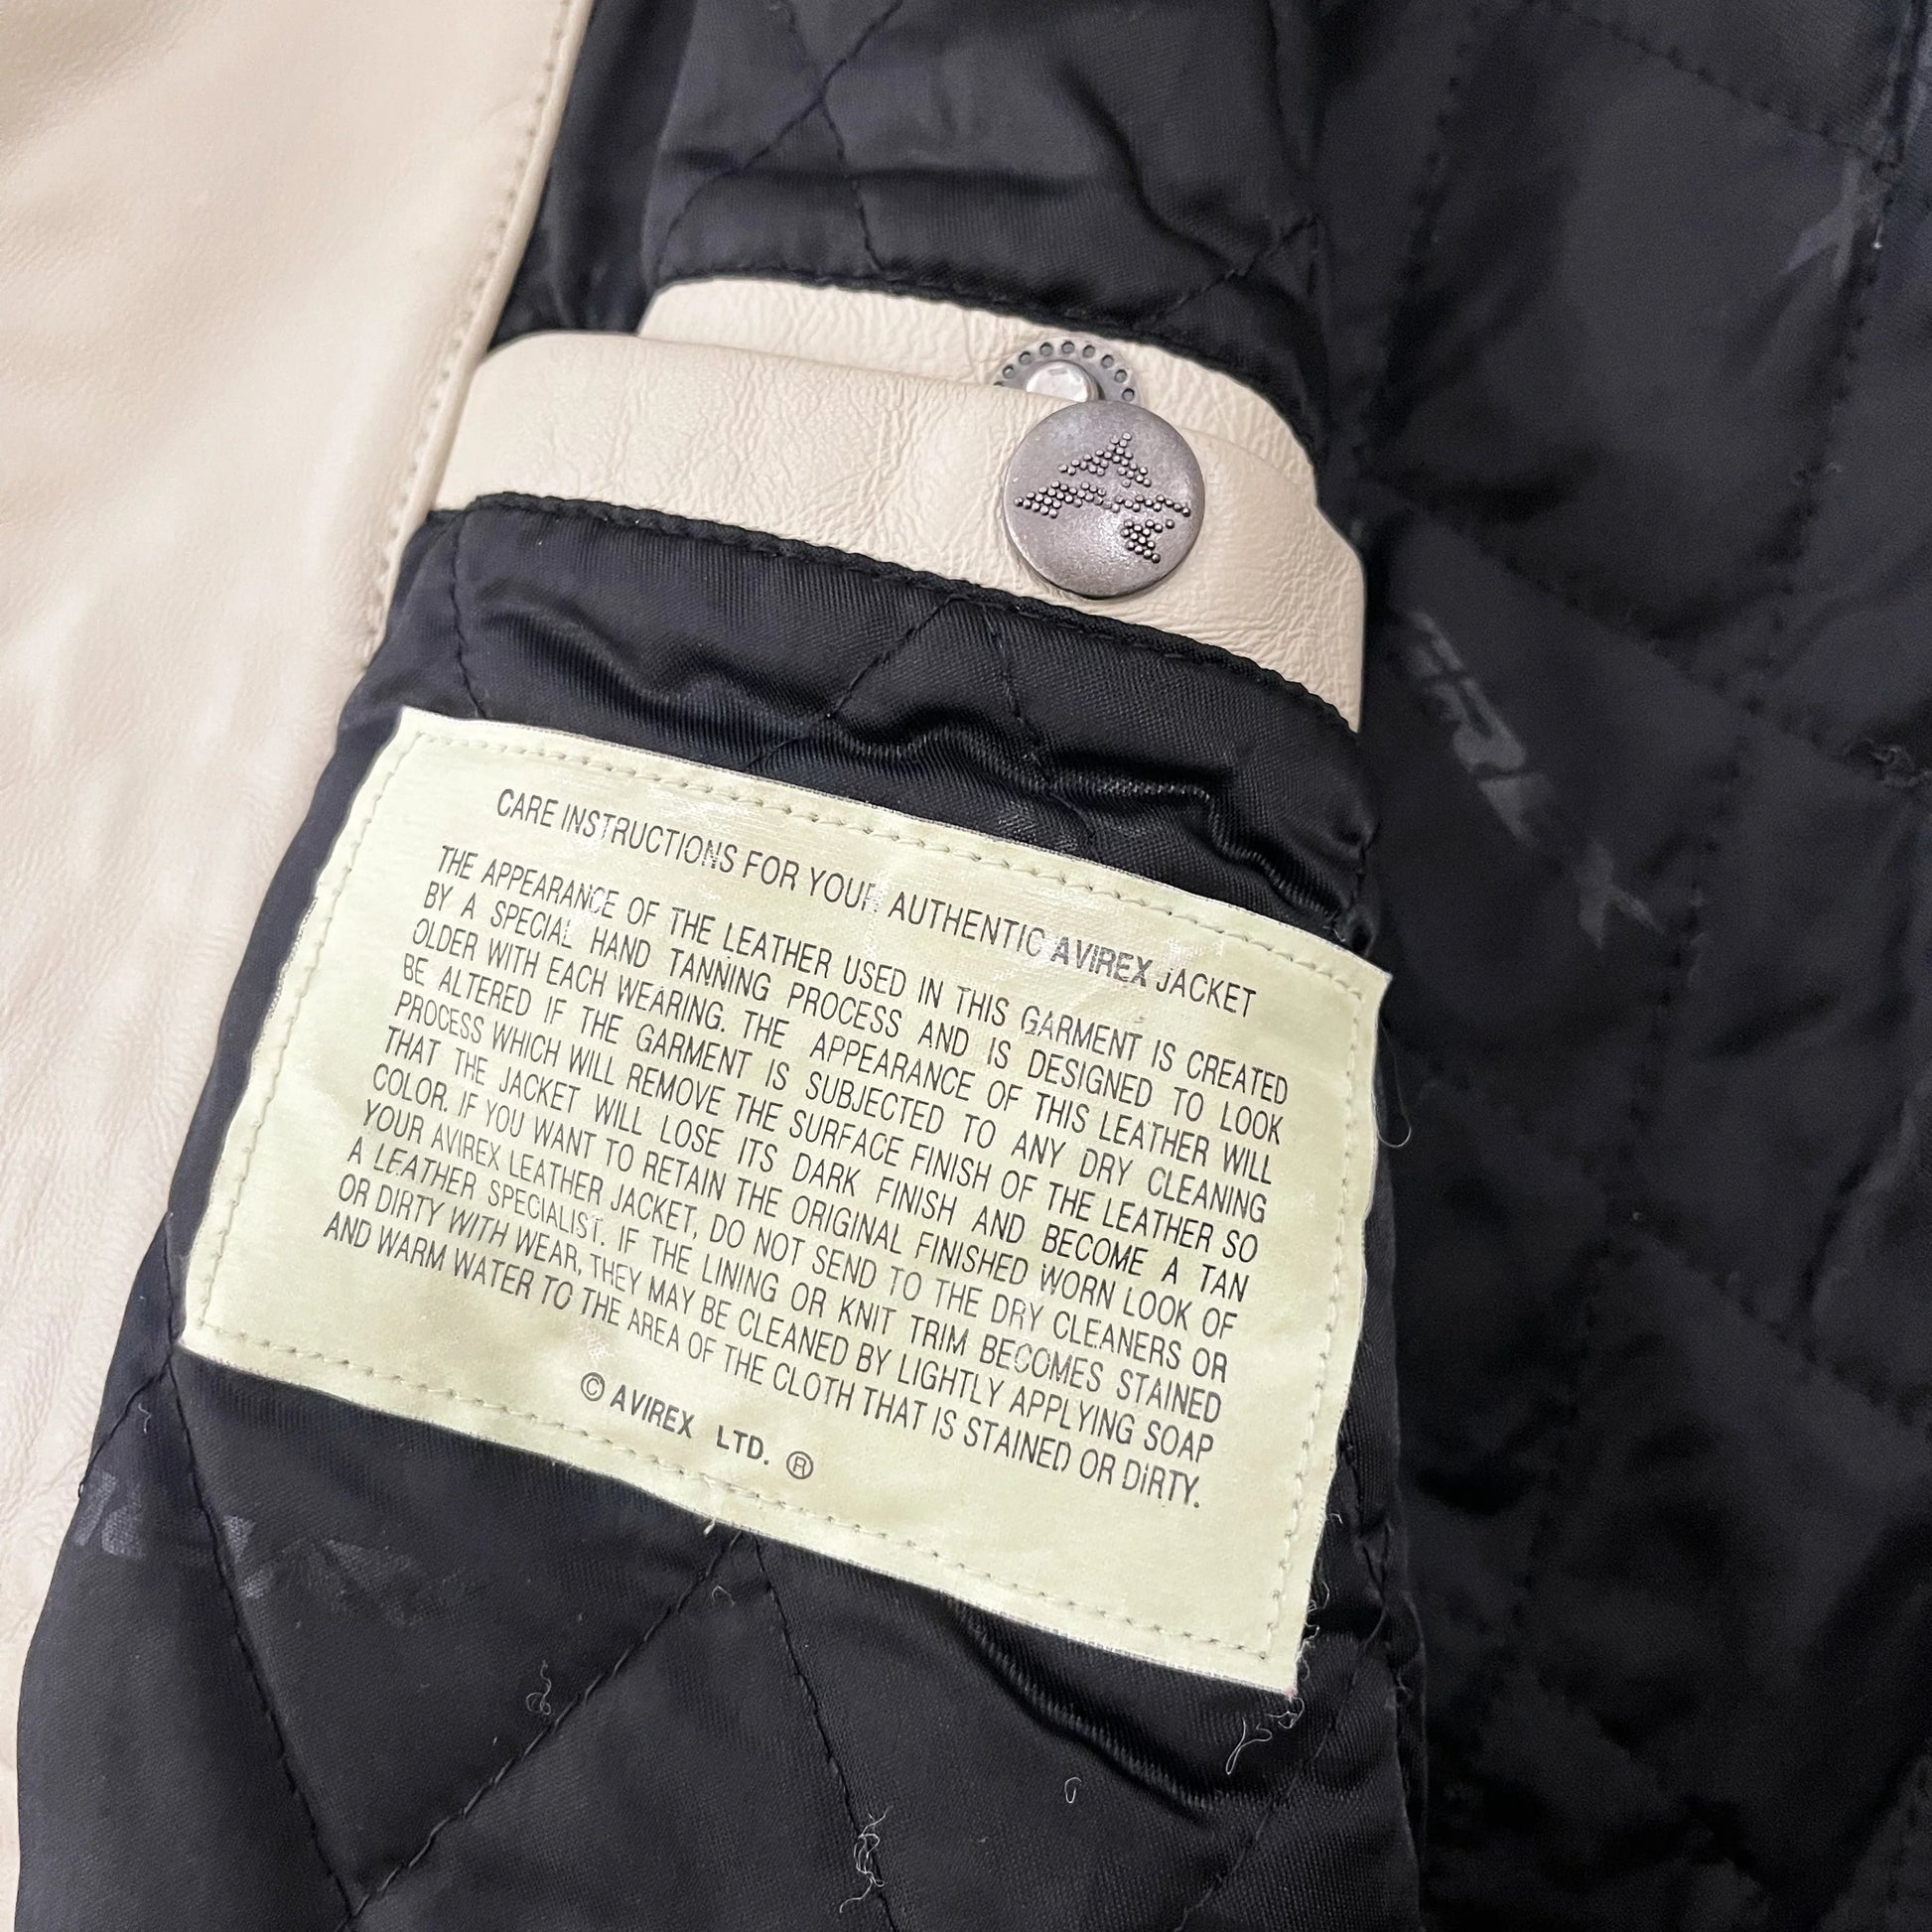 CARE INSTRUCTIONS FOR YOUR AUTHENTIC AVIREX JACKET
THE APPEARANCE OF THE LEATHER USED IN THIS GARMENT IS CREATED
BY A SPECIAL HAND TANNING PROCESS AND IS DESIGNED TO LOOK
OLDER WITH EACH WEARING. THE APPEARANCE OF THIS LEATHER WILL
BE ALTERED IF THE GARMENT IS SUBJECTED TO ANY DRY CLEANING
PROCESS WHICH WILL REMOVE THE SURFACE FINISH OF THE LEATHER SO
THAT THE JACKET WILL LOSE ITS DARK FINISH AND BECOME A TAN
COLOR. IF YOU WANT TO RETAIN THE ORIGINAL FINISHED WORN LOOK OF
YOUR AVIREX LEATHER JACKET, DO NOT SEND TO THE DRY CLEANERS OR
A LEATHER SPECIALIST. IF THE LINING OR KNIT TRIM BECOMES STAINED
OR DIRTY WITH WEAR, THEY MAY BE CLEANED BY LIGHTLY APPLYING SOAP
AND WARM WATER TO THE AREA OF THE CLOTH THAT IS STAINED OR DIRTY.
© AVIREX LTD. ®